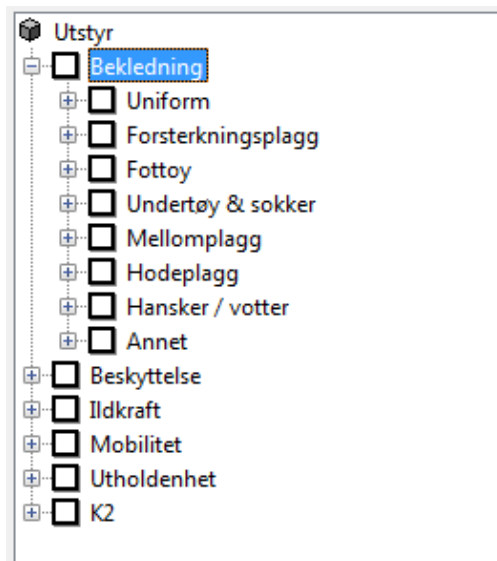 Utstyr
Bekledning
Uniform
Forsterkningsplagg
Fottoy
Undertøy & sokker
Mellomplagg
Hodeplagg
Hansker / votter
Annet
Beskyttelse
Ildkraft
Mobilitet
Utholdenhet
K2